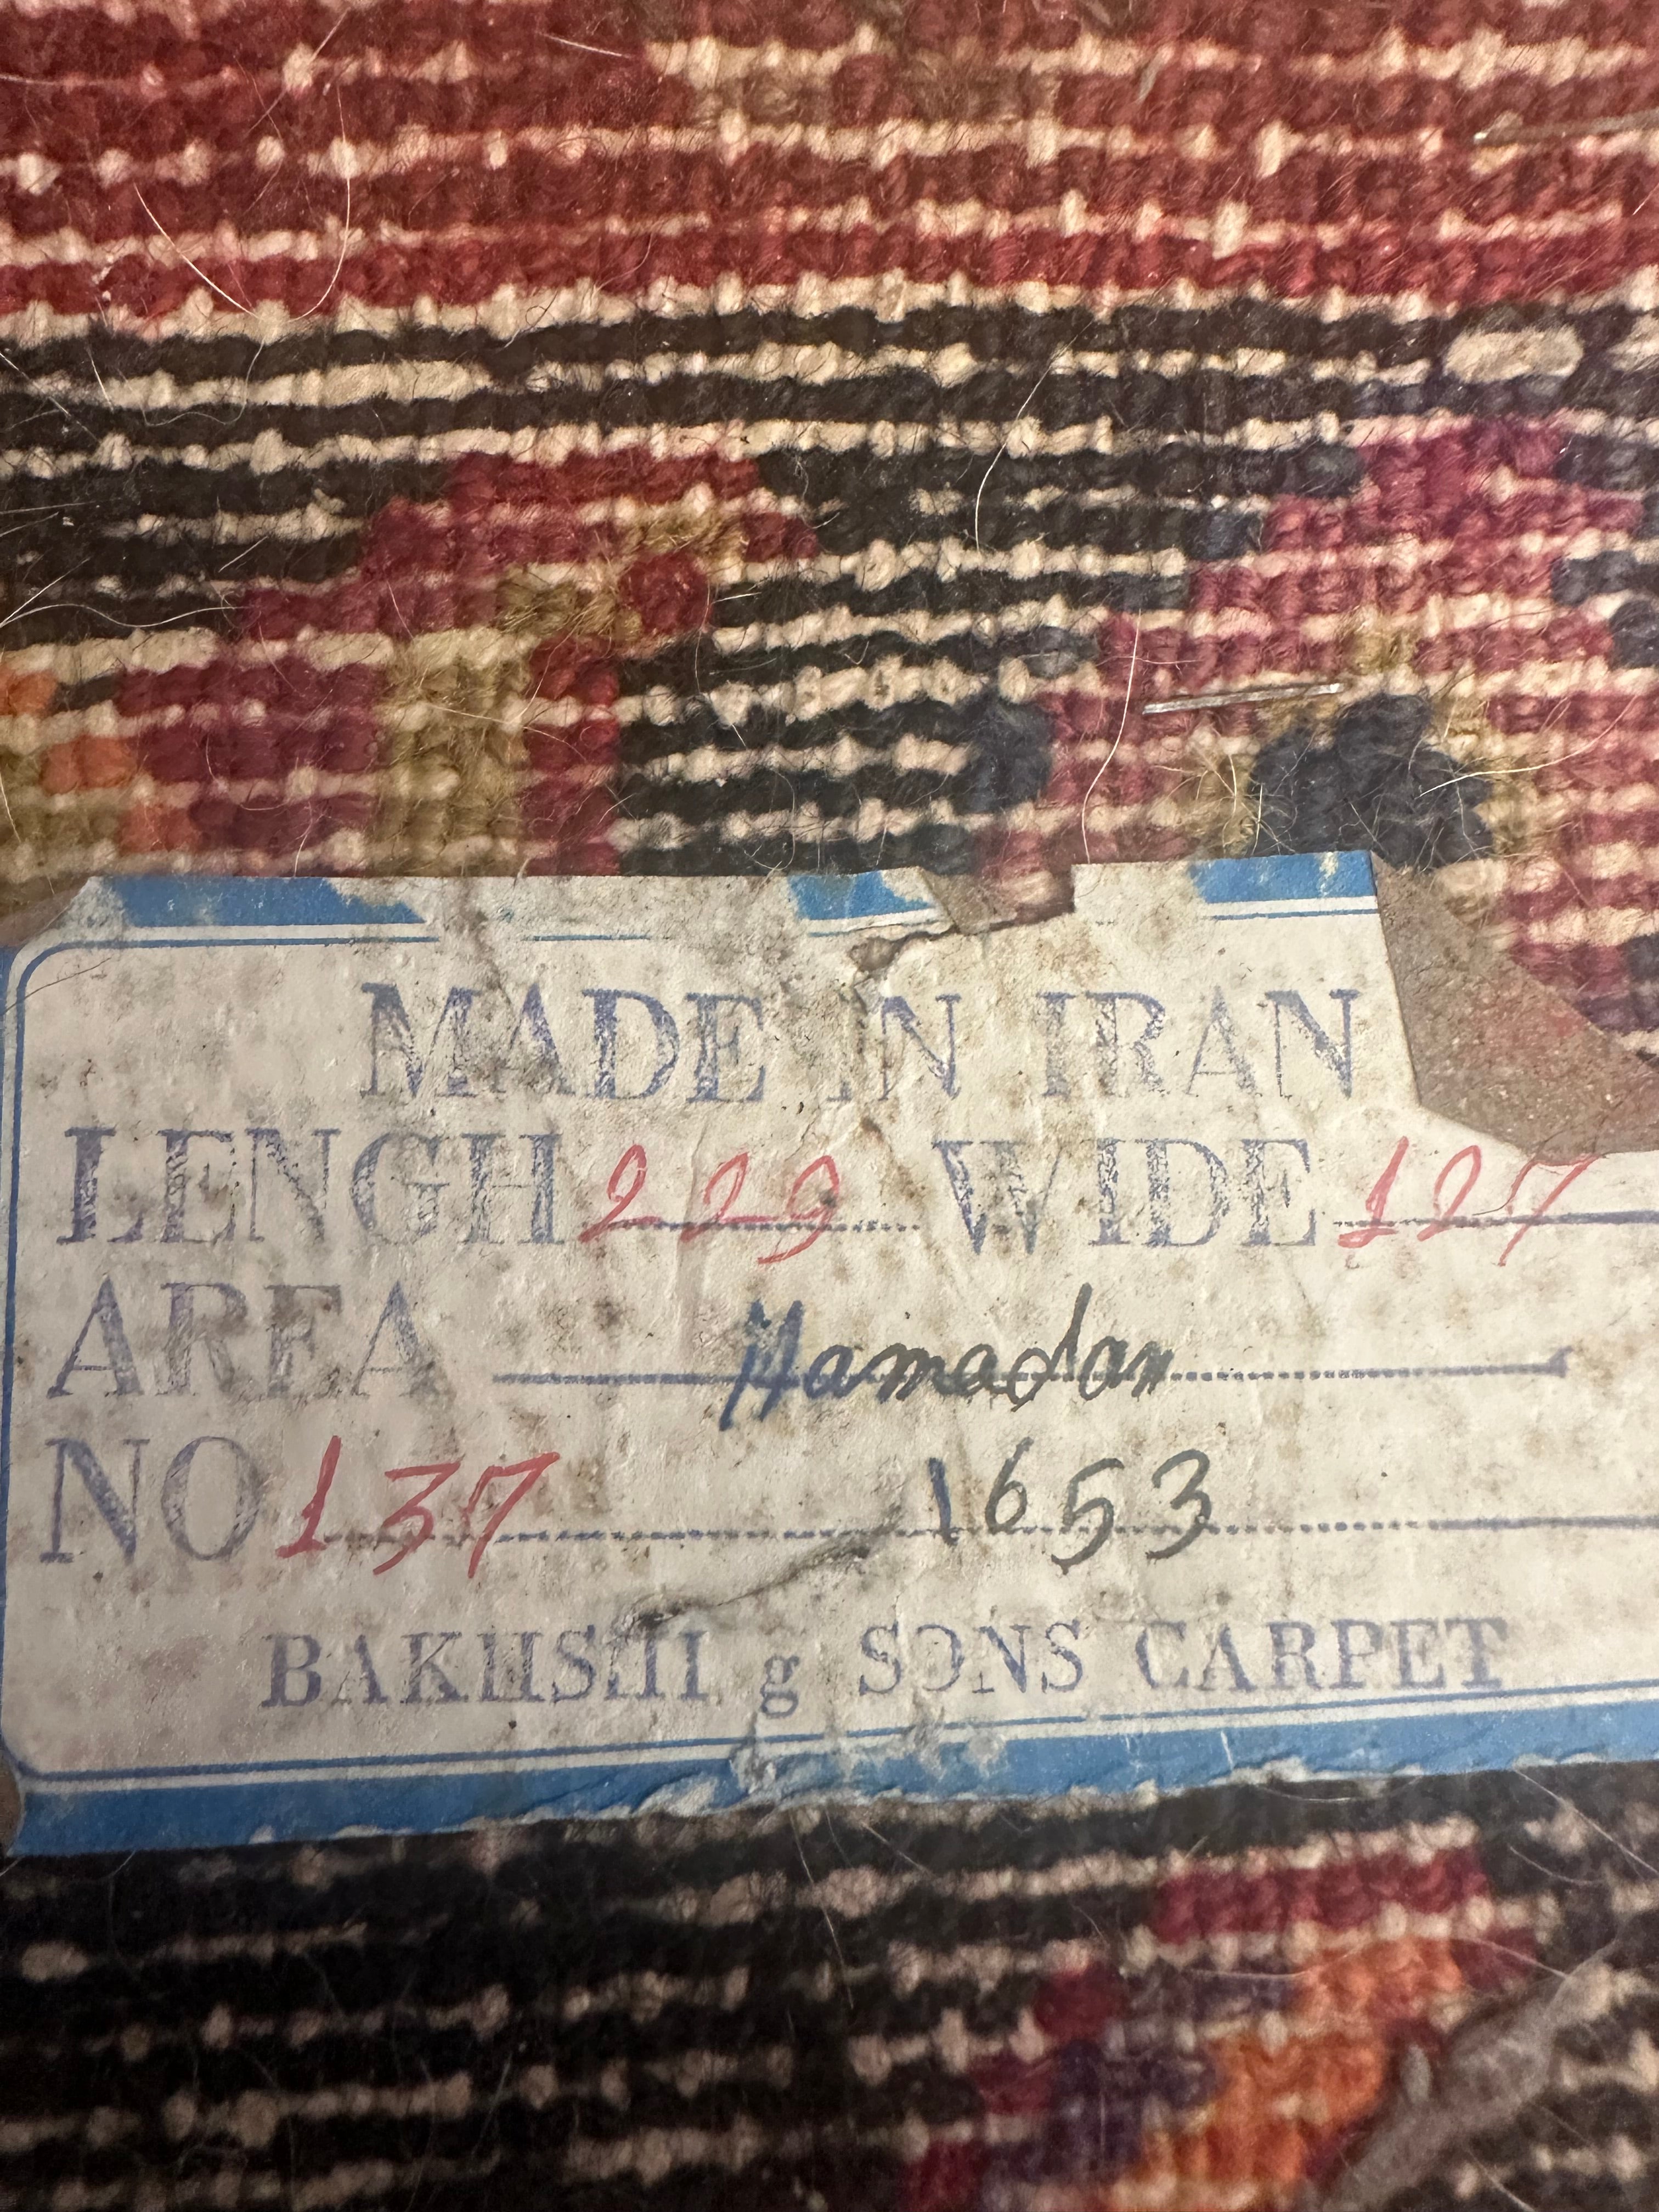 MADE IN IRAN
LENGH 229 WIDE 127
AREA Hamadan
NO 137 1653
BAKHSHI g SONS CARPET